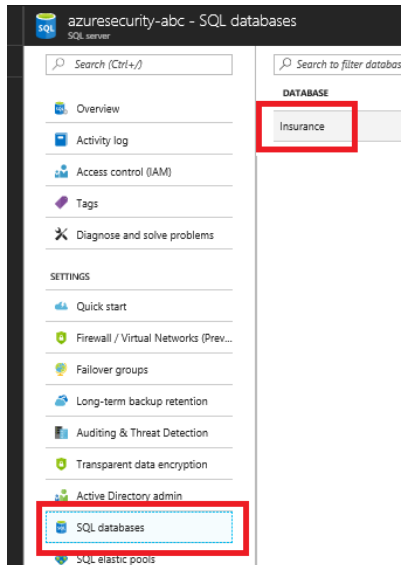 azuresecurity-abc - SQL databases
SQL server
Search (Ctrl+/)
Overview
Activity log
Access control (IAM)
Tags
Diagnose and solve problems
SETTINGS
Quick start
Firewall / Virtual Networks (Prev...
Failover groups
Long-term backup retention
Auditing & Threat Detection
Transparent data encryption
Active Directory admin
SQL databases
SQL elastic pools
Search to filter databas
DATABASE
Insurance